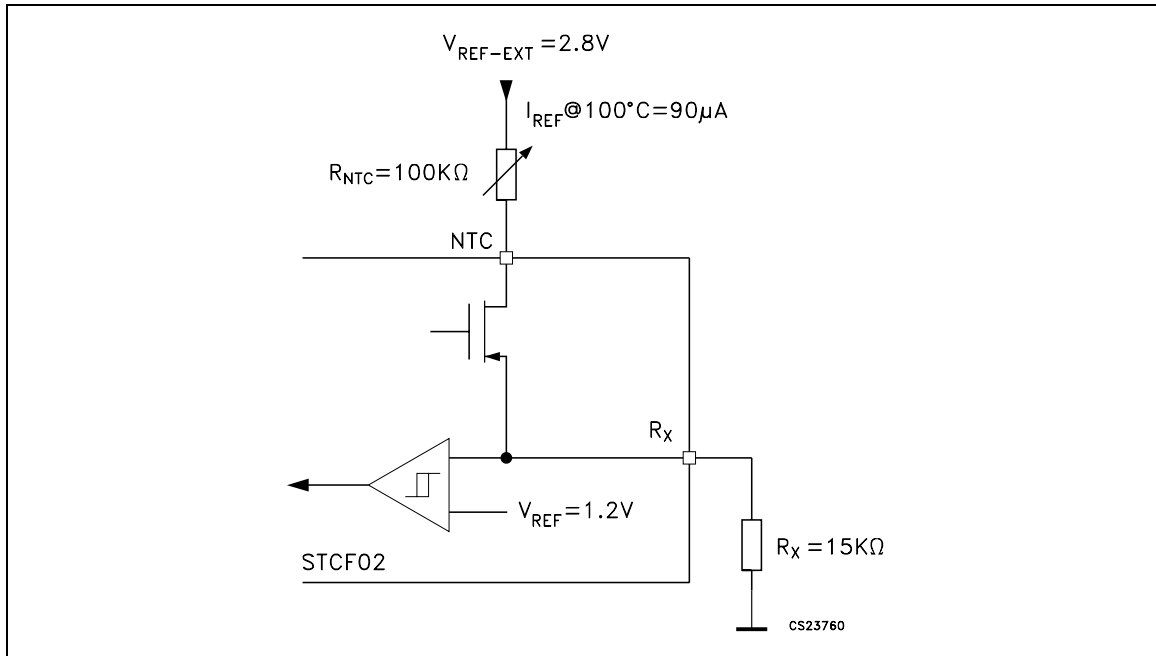 V_REF-EXT =2.8V
I_REF@100°C=90µA
R_NTC=100KΩ
NTC
R_X
V_REF=1.2V
R_X =15KΩ
STCF02
CS23760